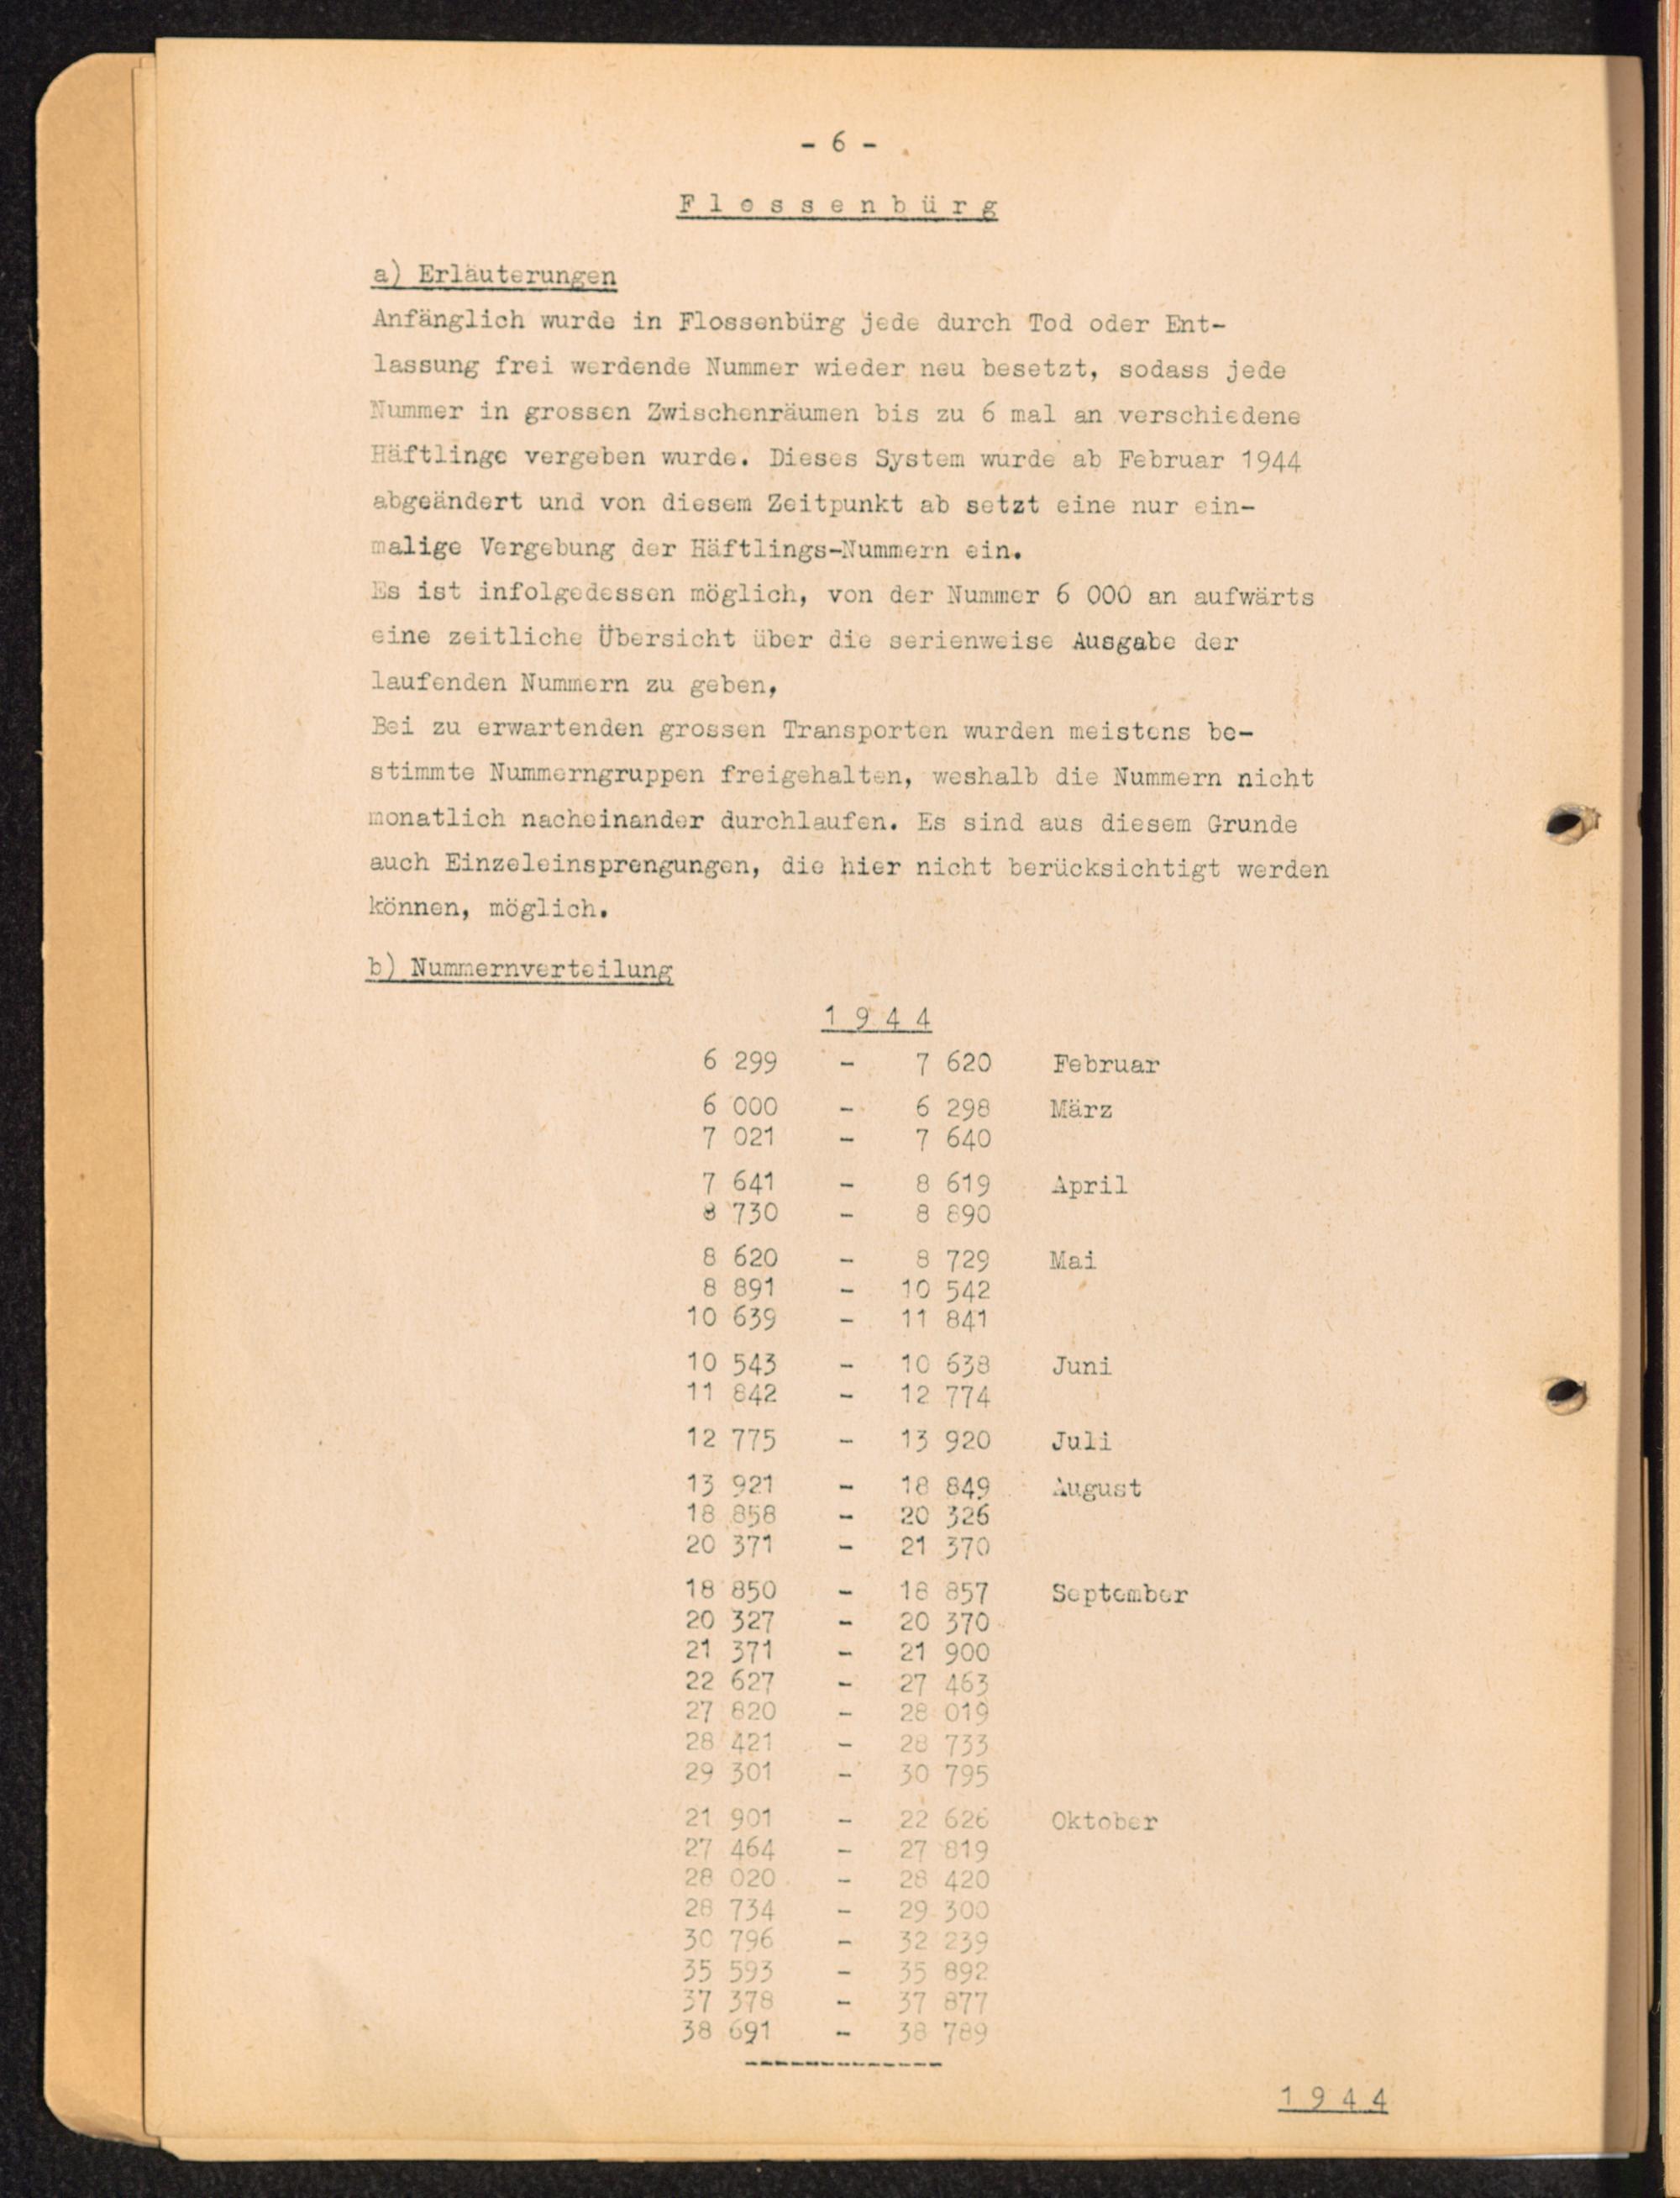 - 6 -
Flossenbürg
a) Erläuterungen
Anfänglich wurde in Flossenbürg jede durch Tod oder Ent-
lassung frei werdende Nummer wieder neu besetzt, sodass jede
Nummer in grossen Zwischenräumen bis zu 6 mal an verschiedene
Häftlinge vergeben wurde. Dieses System wurde ab Februar 1944
abgeändert und von diesem Zeitpunkt ab setzt eine nur ein-
malige Vergebung der Häftlings-Nummern ein.
Es ist infolgedessen möglich, von der Nummer 6 000 an aufwärts
eine zeitliche Übersicht über die serienweise Ausgabe der
laufenden Nummern zu geben,
Bei zu erwartenden grossen Transporten wurden meistens be-
stimmte Nummerngruppen freigehalten, weshalb die Nummern nicht
monatlich nacheinander durchlaufen. Es sind aus diesem Grunde
auch Einzeleinsprengungen, die hier nicht berücksichtigt werden
können, möglich.
b) Nummernverteilung
1944
6 299 - 7 620 Februar
6 000 - 6 298 März
7 021 - 7 640
7 641 - 8 619 April
8 730 - 8 890
8 620 - 8 729 Mai
8 891 - 10 542
10 639 - 11 841
10 543 - 10 638 Juni
11 842 - 12 774
12 775 - 13 920 Juli
13 921 - 18 849 August
18 858 - 20 326
20 371 - 21 370
18 850 - 18 857 September
20 327 - 20 370
21 371 - 21 900
22 627 - 27 463
27 820 - 28 019
28 421 - 28 733
29 301 - 30 795
21 901 - 22 626 Oktober
27 464 - 27 819
28 020 - 28 420
28 734 - 29 300
30 796 - 32 239
35 593 - 35 892
37 378 - 37 877
38 691 - 38 789
-------------
1944